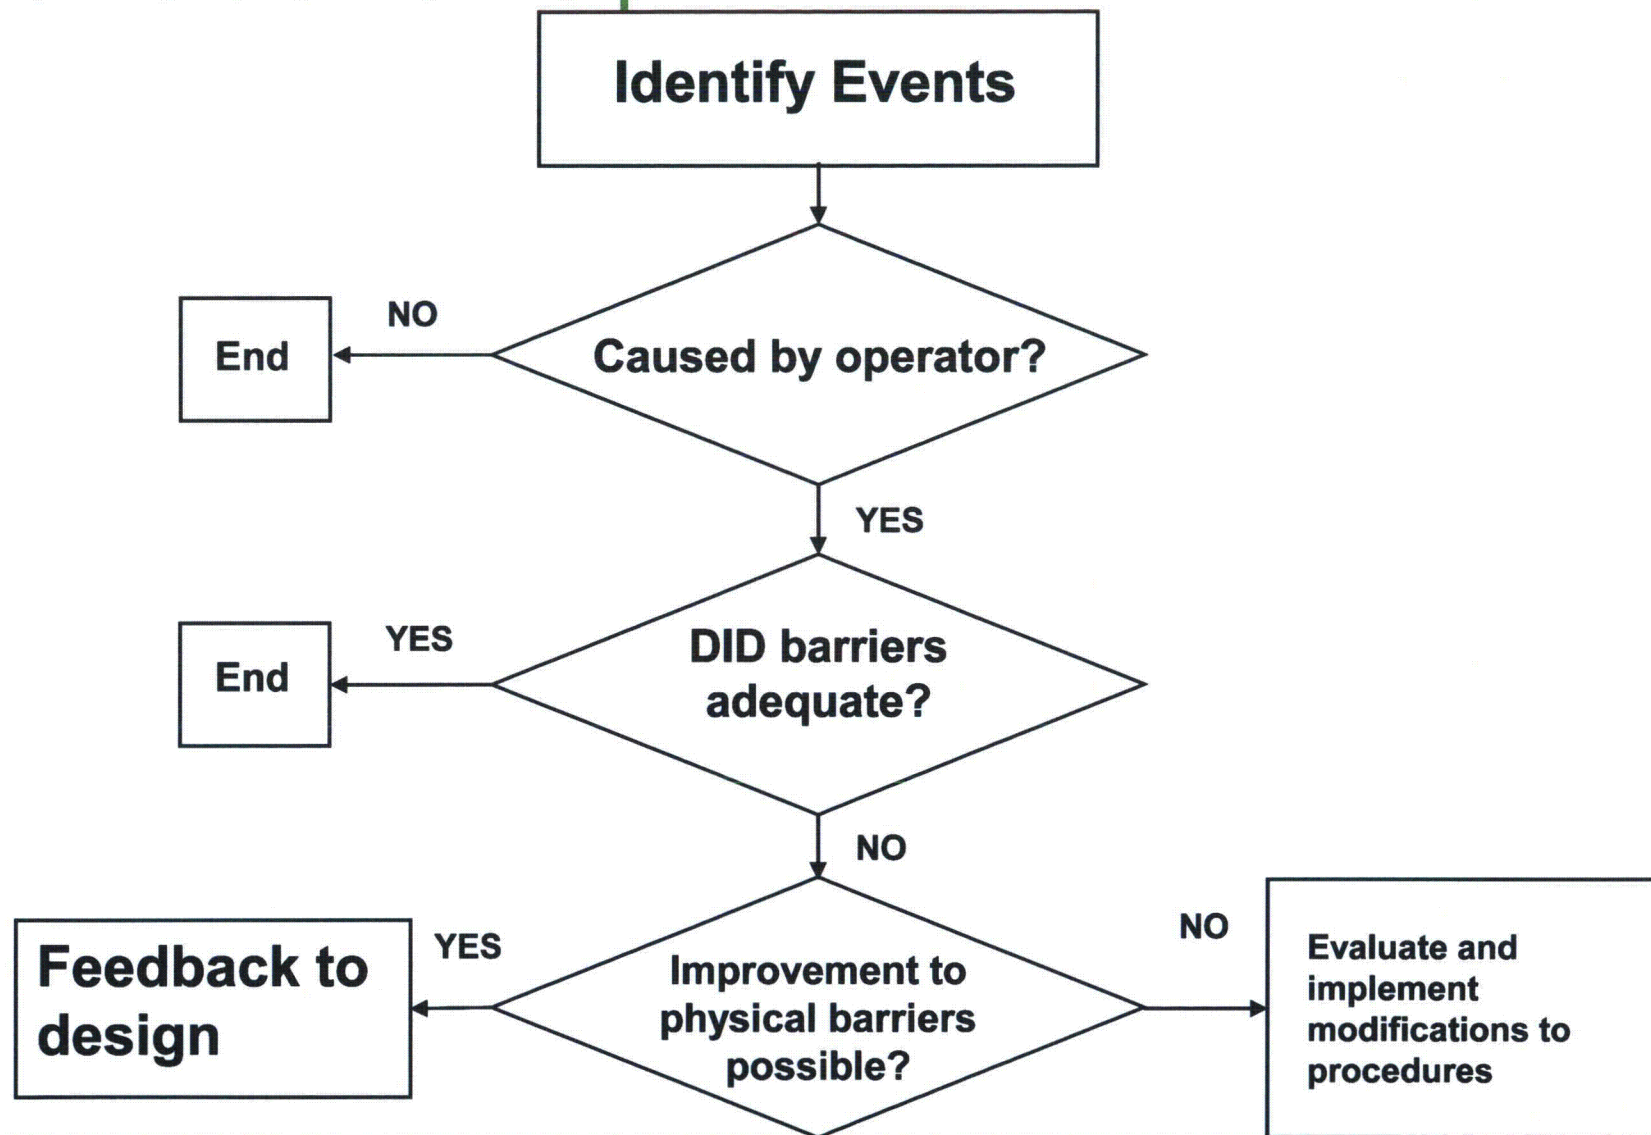 Identify Events
NO
End
Caused by operator?
YES
YES
End
DID barriers
adequate?
NO
YES
Feedback to
design
Improvement to
physical barriers
possible?
NO
Evaluate and
implement
modifications to
procedures